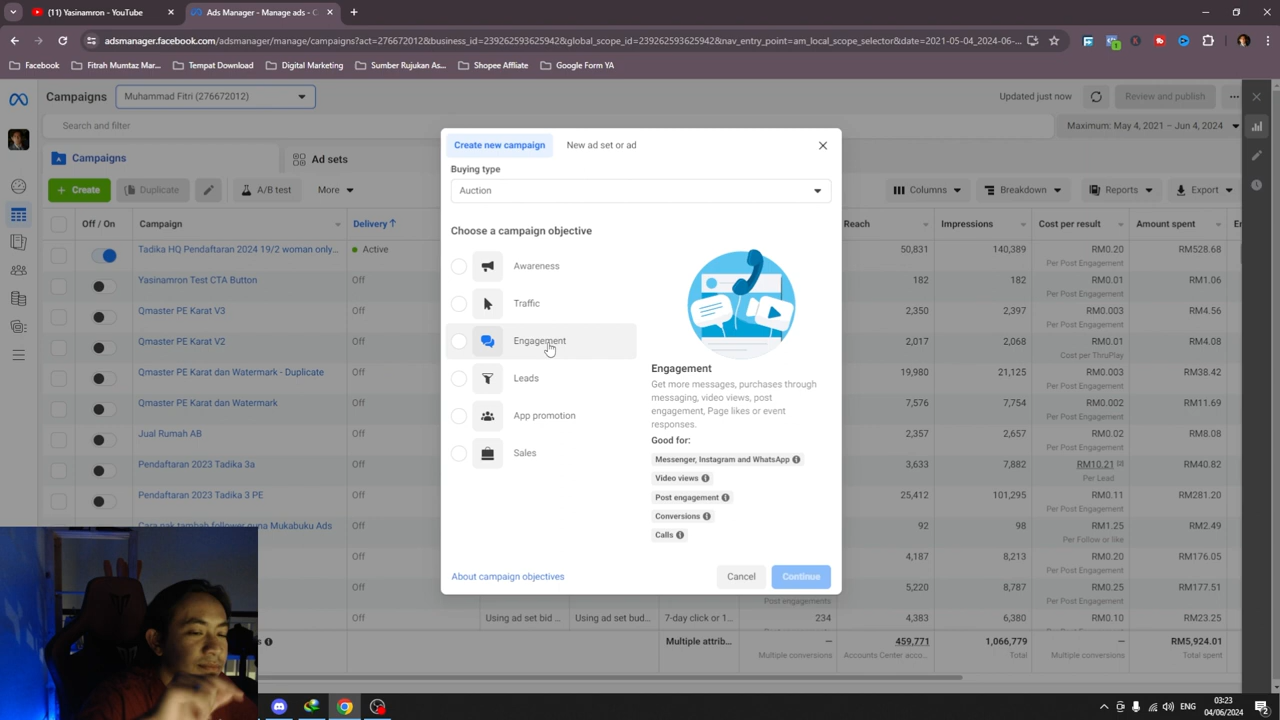 (11) Yasinamron - YouTube
Ads Manager - Manage ads - C
adsmanager.facebook.com/adsmanager/manage/campaigns?act=276672012&business_id=239262593625942&global_scope_id=239262593625942&nav_entry_point=am_local_scope_selector&date=2021-05-04_2024-06-...
Facebook
Fitrah Mumtaz Mar...
Tempat Download
Digital Marketing
Sumber Rujukan As...
Shopee Affliate
Google Form YA
Campaigns
Muhammad Fitri (276672012)
Updated just now
Review and publish
Search and filter
Maximum: May 4, 2021 – Jun 4, 2024
Campaigns
Ad sets
+ Create
Duplicate
A/B test
More
Columns
Breakdown
Reports
Export
Off / On
Campaign
Delivery ↑
Reach
Impressions
Cost per result
Amount spent
Tadika HQ Pendaftaran 2024 19/2 woman only...
Active
50,831
140,389
RM0.20
RM528.68
Per Post Engagement
Yasinamron Test CTA Button
Off
182
182
RM0.01
RM1.06
Per Post Engagement
Qmaster PE Karat V3
Off
2,350
2,397
RM0.003
RM4.56
Per Post Engagement
Qmaster PE Karat V2
Off
2,017
2,068
RM0.01
RM4.08
Cost per ThruPlay
Qmaster PE Karat dan Watermark - Duplicate
Off
19,980
21,125
RM0.003
RM38.42
Per Post Engagement
Qmaster PE Karat dan Watermark
Off
7,576
7,754
RM0.002
RM11.69
Per Post Engagement
Jual Rumah AB
Off
2,357
2,657
RM0.02
RM8.08
Per Post Engagement
Pendaftaran 2023 Tadika 3a
Off
3,633
7,882
RM10.21 [2]
RM40.82
Per Lead
Pendaftaran 2023 Tadika 3 PE
Off
25,412
101,295
RM0.11
RM281.20
Per Post Engagement
Cara nak tambah follower guna Mukabuku Ads
Off
92
98
RM1.25
RM2.49
Per Follow or like
Off
4,187
8,213
RM0.20
RM176.05
Per Post Engagement
Off
5,220
8,787
RM0.25
RM177.51
Post engagements
Per Post Engagement
Off
Using ad set bid ...
Using ad set bud...
7-day click or 1...
234
4,383
6,380
RM0.10
RM23.25
Multiple attrib...
—
459,771
1,066,779
—
RM5,924.01
Multiple conversions
Accounts Center acco...
Total
Multiple conversions
Total spent
Create new campaign
New ad set or ad
Buying type
Auction
Choose a campaign objective
Awareness
Traffic
Engagement
Leads
App promotion
Sales
Engagement
Get more messages, purchases through
messaging, video views, post
engagement, Page likes or event
responses.
Good for:
Messenger, Instagram and WhatsApp
Video views
Post engagement
Conversions
Calls
About campaign objectives
Cancel
Continue
ENG
03:23
04/06/2024
2